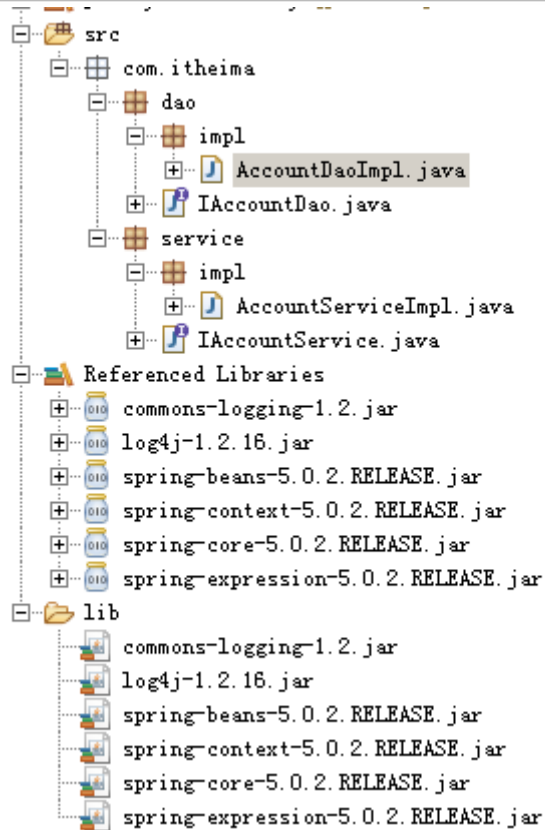 src
com.itheima
dao
impl
AccountDaoImpl.java
IAccountDao.java
service
impl
AccountServiceImpl.java
IAccountService.java
Referenced Libraries
commons-logging-1.2.jar
log4j-1.2.16.jar
spring-beans-5.0.2.RELEASE.jar
spring-context-5.0.2.RELEASE.jar
spring-core-5.0.2.RELEASE.jar
spring-expression-5.0.2.RELEASE.jar
lib
commons-logging-1.2.jar
log4j-1.2.16.jar
spring-beans-5.0.2.RELEASE.jar
spring-context-5.0.2.RELEASE.jar
spring-core-5.0.2.RELEASE.jar
spring-expression-5.0.2.RELEASE.jar